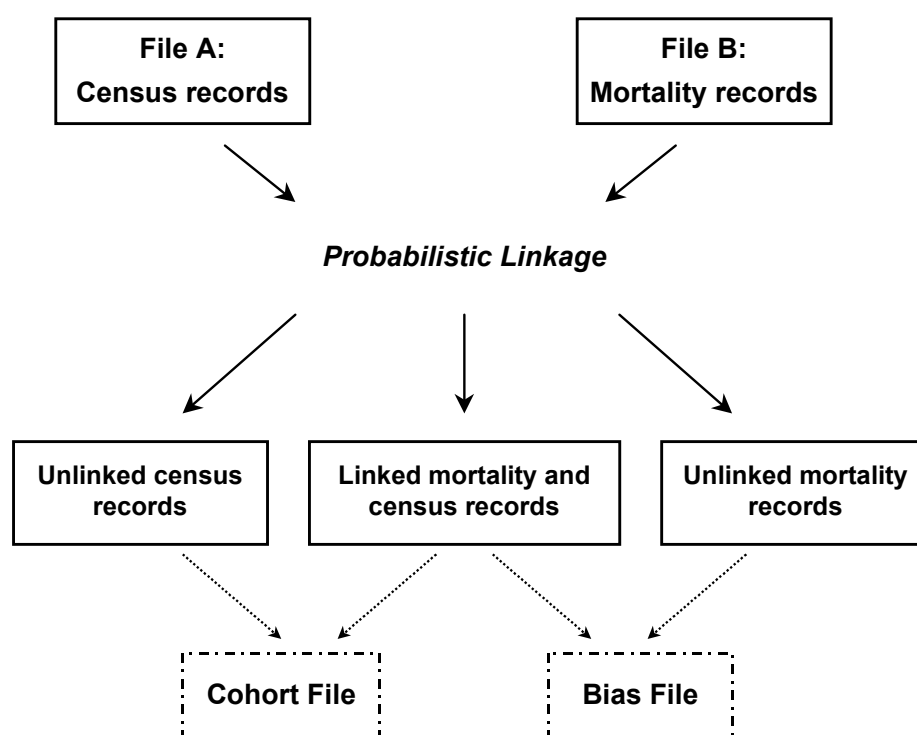 File A:
Census records
File B:
Mortality records
Probabilistic Linkage
Unlinked census
records
Linked mortality and
census records
Unlinked mortality
records
Cohort File
Bias File